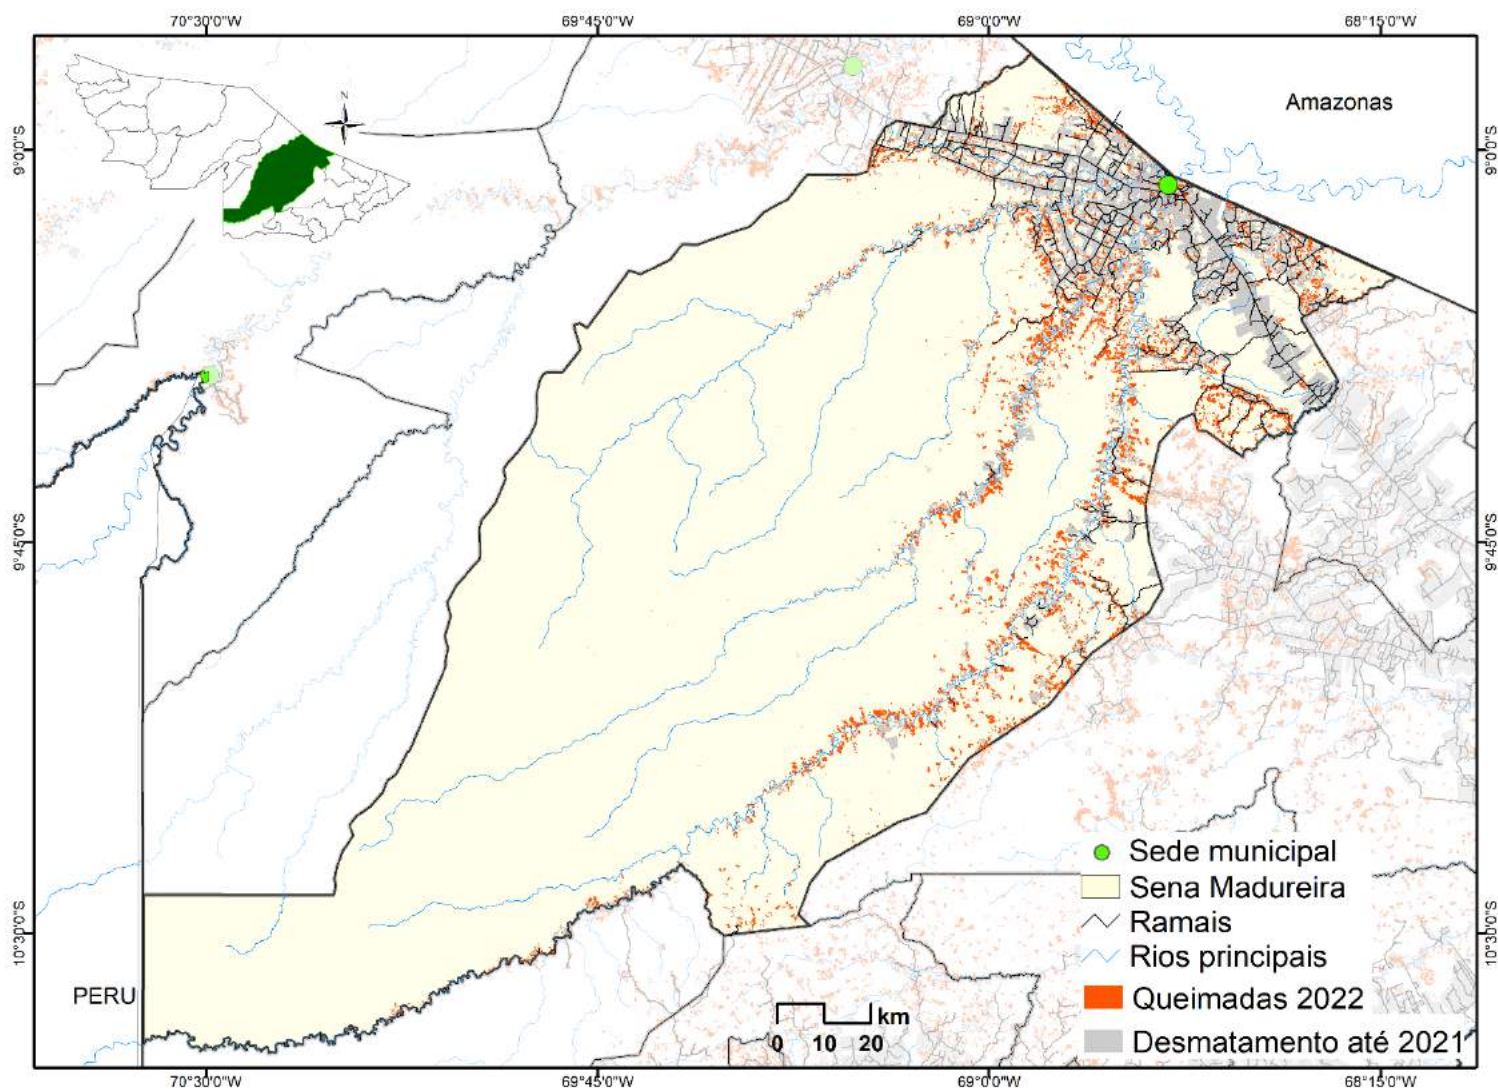 70°30'0"W
69°45'0"W
69°0'0"W
68°15'0"W
N
Amazonas
9°0'0"S
9°0'0"S
9°45'0"S
9°45'0"S
Sede municipal
Sena Madureira
Ramais
10°30'0"S
10°30'0"S
Rios principais
PERU
Queimadas 2022
km
0 10 20
Desmatamento até 2021
70°30'0"W
69°45'0"W
69°0'0"W
68°15'0"W